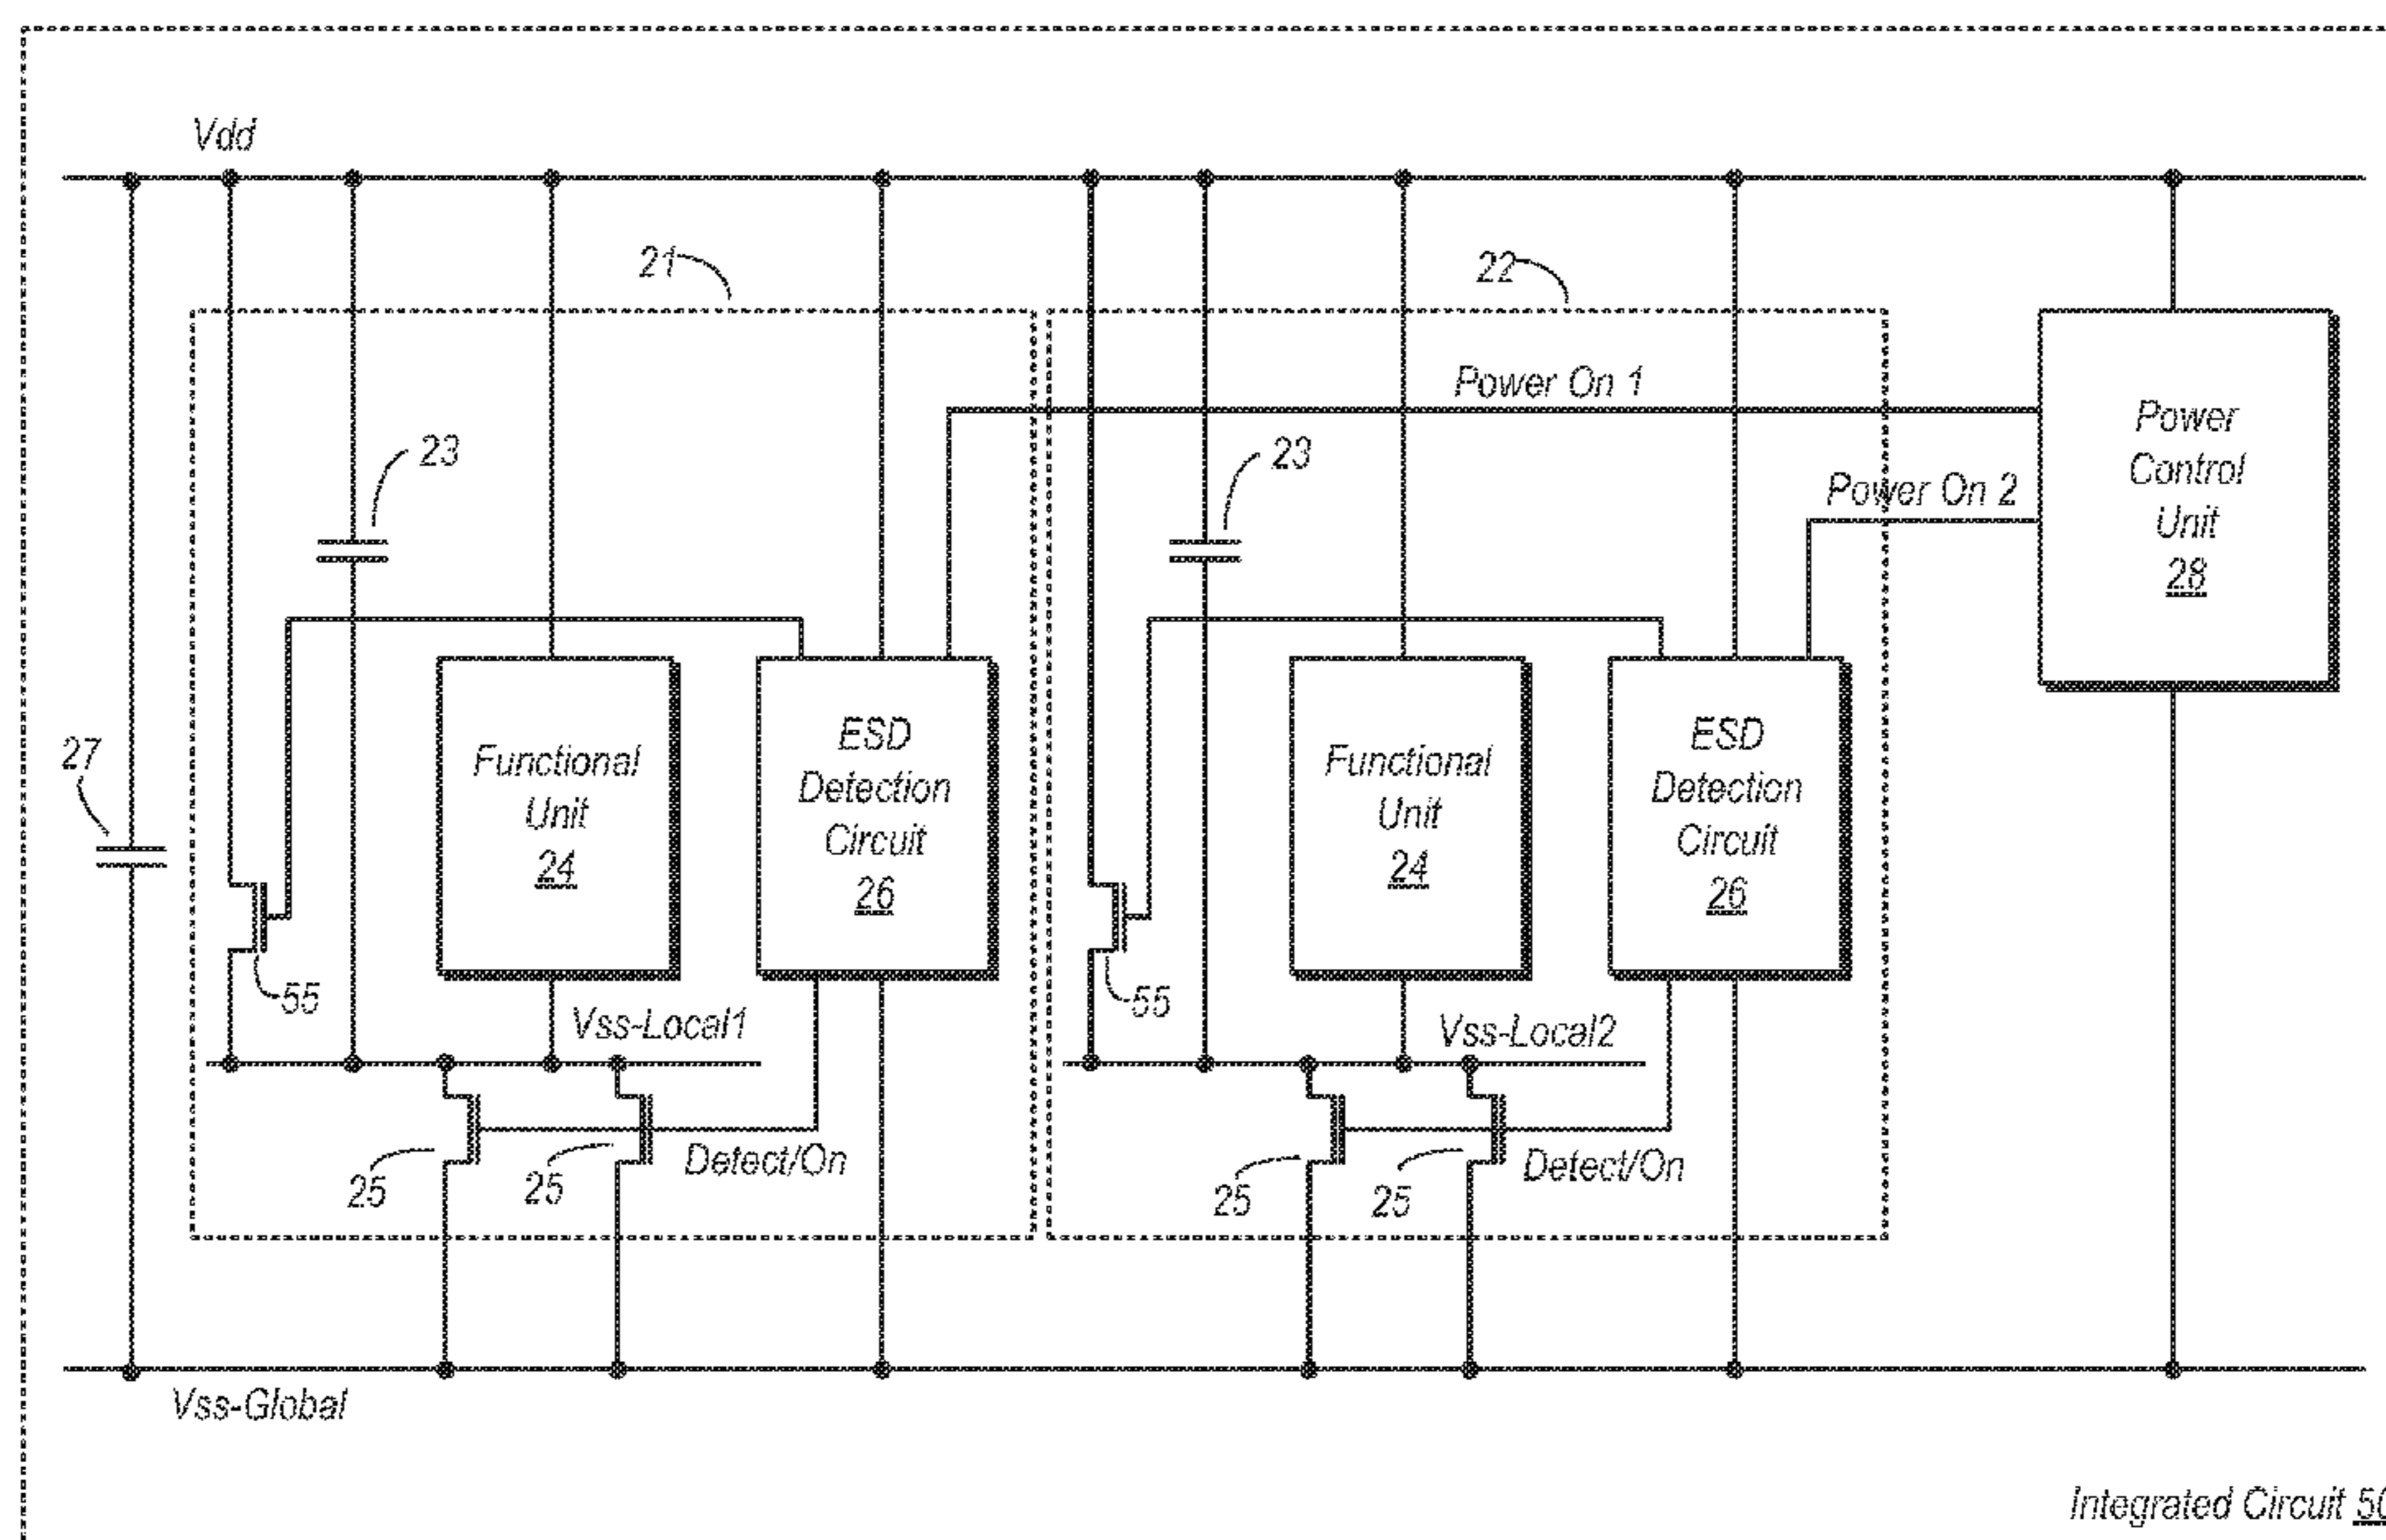 Vdd
21
22
Power On 1
Power
Control
Unit
28
23
23
Power On 2
27
Functional
Unit
24
ESD
Detection
Circuit
26
Functional
Unit
24
ESD
Detection
Circuit
26
55
Vss-Local1
55
Vss-Local2
25
25
Detect/On
25
25
Detect/On
Vss-Global
Integrated Circuit 50